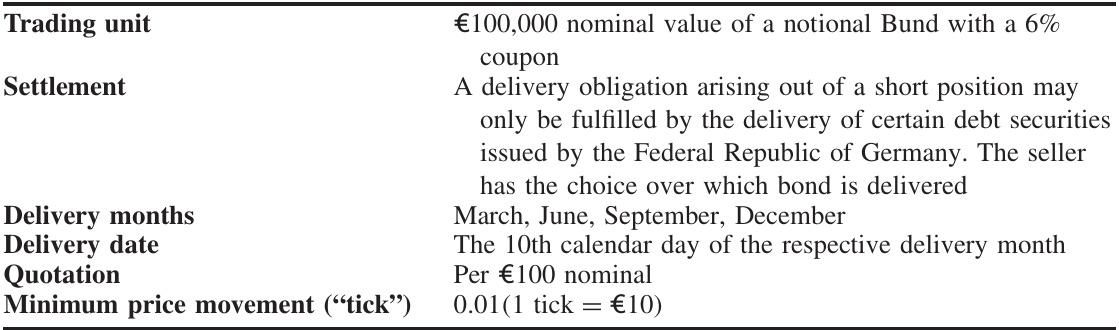 Trading unit €100,000 nominal value of a notional Bund with a 6%
coupon
Settlement A delivery obligation arising out of a short position may
only be fulfilled by the delivery of certain debt securities
issued by the Federal Republic of Germany. The seller
has the choice over which bond is delivered
Delivery months March, June, September, December
Delivery date The 10th calendar day of the respective delivery month
Quotation Per €100 nominal
Minimum price movement (“tick”) 0.01(1 tick = €10)